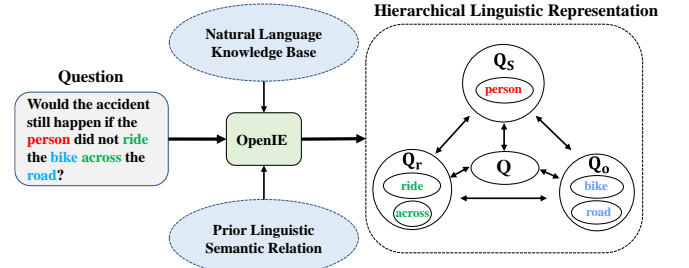 Hierarchical Linguistic Representation
Natural Language
Knowledge Base
Question
Would the accident
still happen if the
person did not ride
the bike across the
road?
OpenIE
Prior Linguistic
Semantic Relation
Q_S
person
Q_r
ride
across
Q
Q_o
bike
road